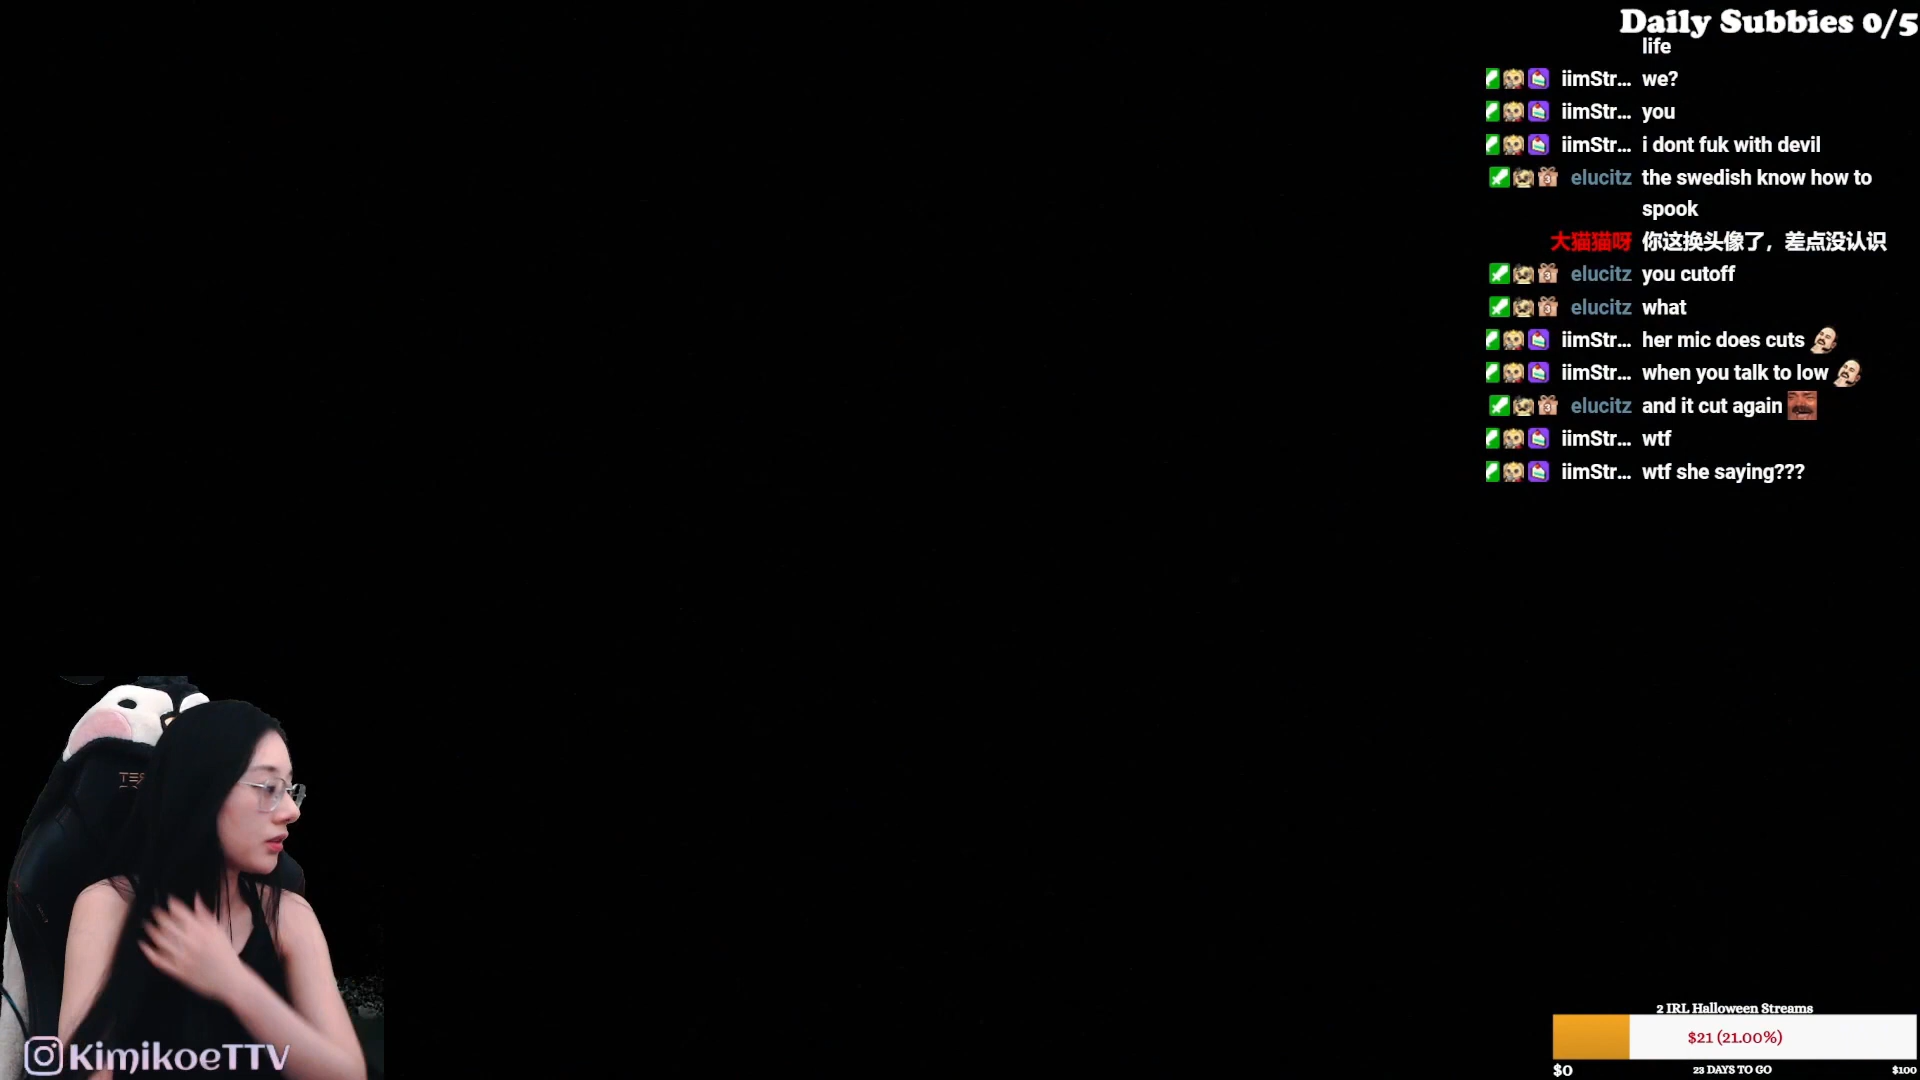 Daily Subbies 0/5
life
iimStr... we?
iimStr... you
iimStr... i dont fuk with devil
elucitz the swedish know how to
spook
大猫猫呀 你这换头像了，差点没认识
elucitz you cutoff
elucitz what
iimStr... her mic does cuts
iimStr... when you talk to low
elucitz and it cut again
iimStr... wtf
iimStr... wtf she saying???
KimikoeTTV
2 IRL Halloween Streams
$21 (21.00%)
$0 23 DAYS TO GO $100